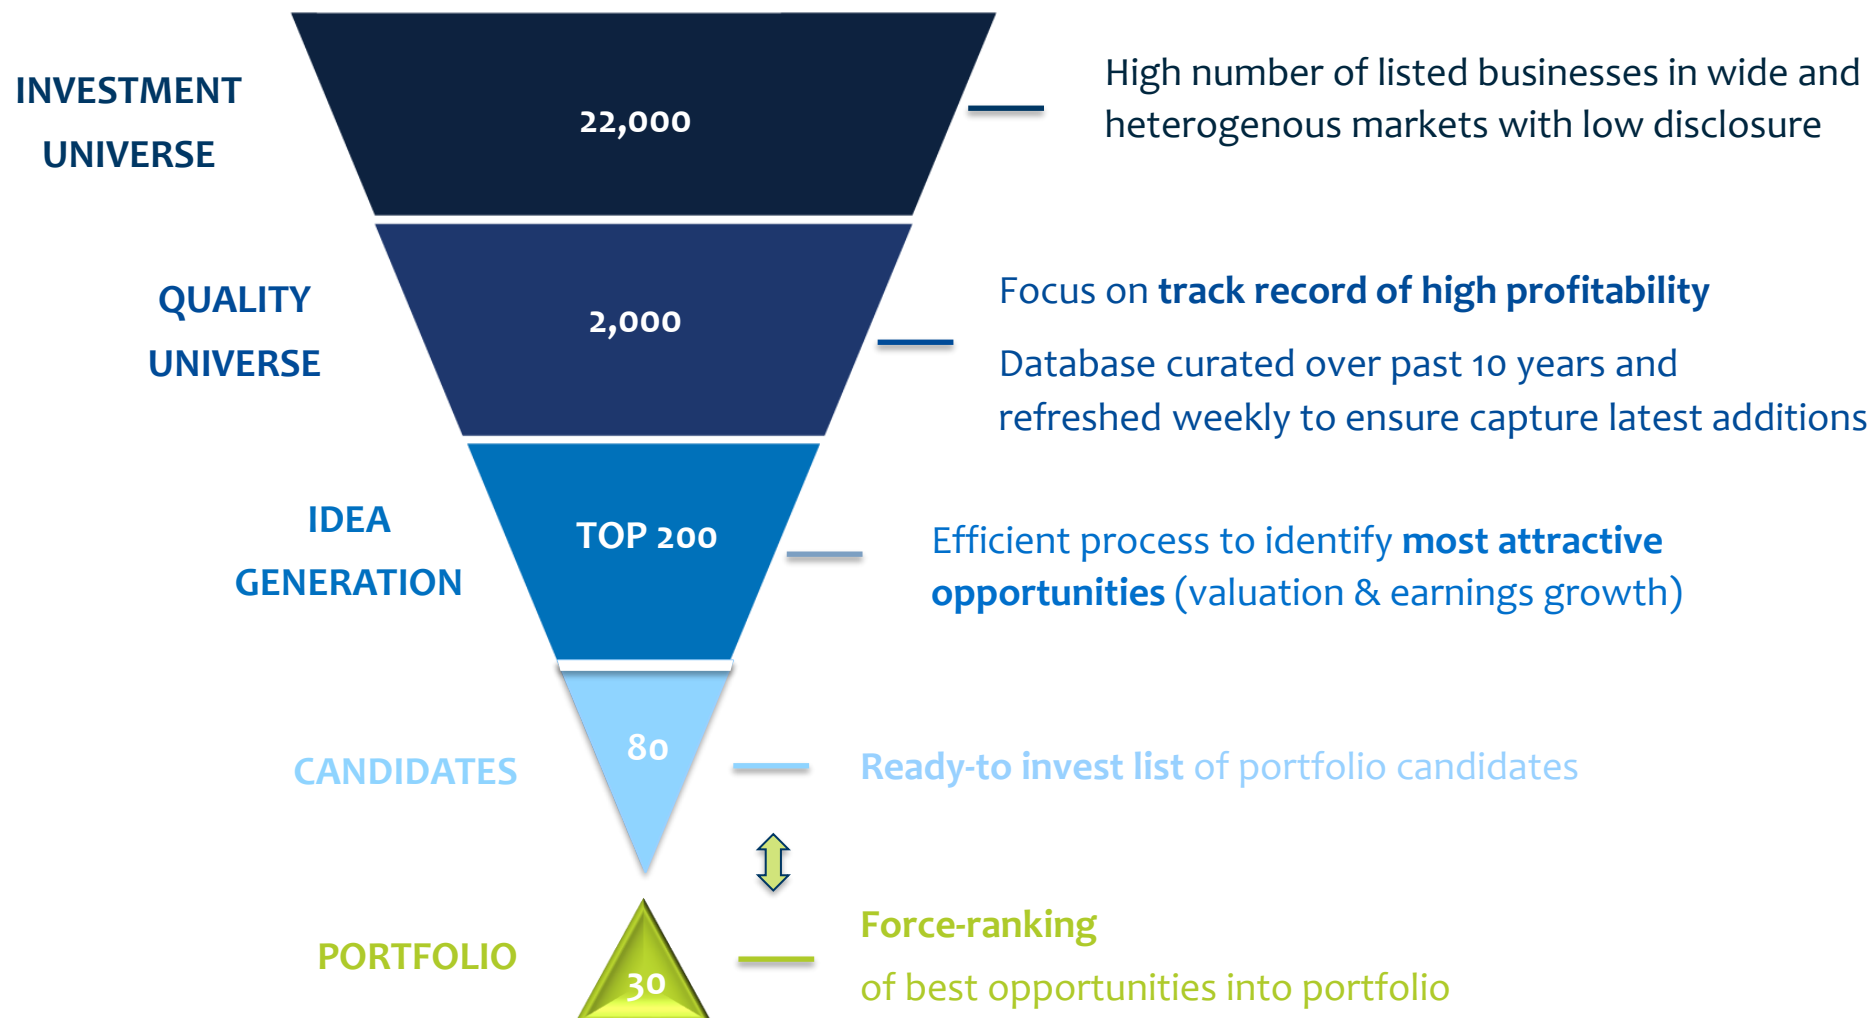 INVESTMENT
UNIVERSE
22,000
High number of listed businesses in wide and
heterogenous markets with low disclosure
QUALITY
UNIVERSE
2,000
Focus on track record of high profitability
Database curated over past 10 years and
refreshed weekly to ensure capture latest additions
IDEA
GENERATION
TOP 200
Efficient process to identify most attractive
opportunities (valuation & earnings growth)
CANDIDATES
80
Ready-to invest list of portfolio candidates
PORTFOLIO
30
Force-ranking
of best opportunities into portfolio